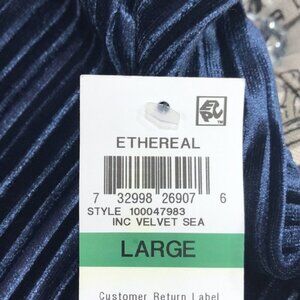 ETHEREAL
7 32998 26907 6
STYLE 100047983
INC VELVET SEA
LARGE
Customer Return Label